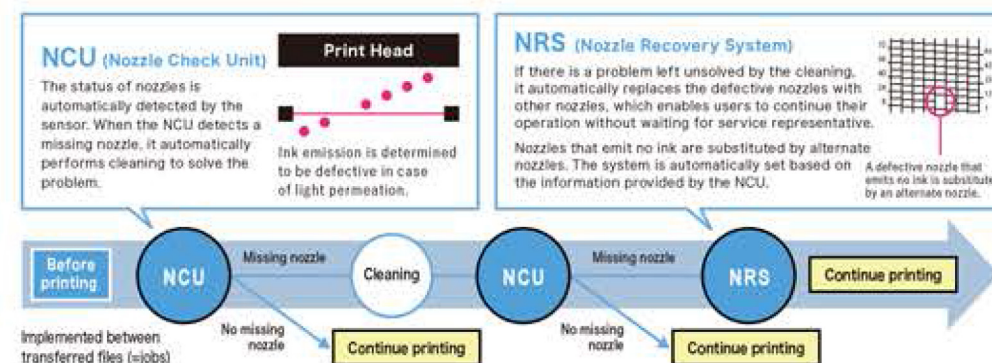 NCU (Nozzle Check Unit)
The status of nozzles is
automatically detected by the
sensor. When the NCU detects a
missing nozzle, it automatically
performs cleaning to solve the
problem.
Print Head
Ink emission is determined
to be defective in case
of light permeation.
NRS (Nozzle Recovery System)
If there is a problem left unsolved by the cleaning,
it automatically replaces the defective nozzles with
other nozzles, which enables users to continue their
operation without waiting for service representative.
Nozzles that emit no ink are substituted by alternate
nozzles. The system is automatically set based on
the information provided by the NCU.
A defective nozzle that
emits no ink is substitute
by an alternate nozzle.
Before
printing
NCU
Missing nozzle
Cleaning
NCU
Missing nozzle
NRS
Continue printing
Implemented between
transferred files (=jobs)
No missing
nozzle
Continue printing
No missing
nozzle
Continue printing